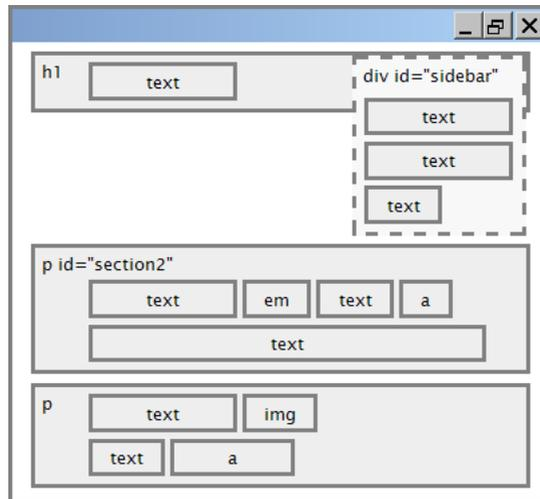 h1 text
div id="sidebar"
text
text
text
p id="section2"
text em text a
text
p text img
text a